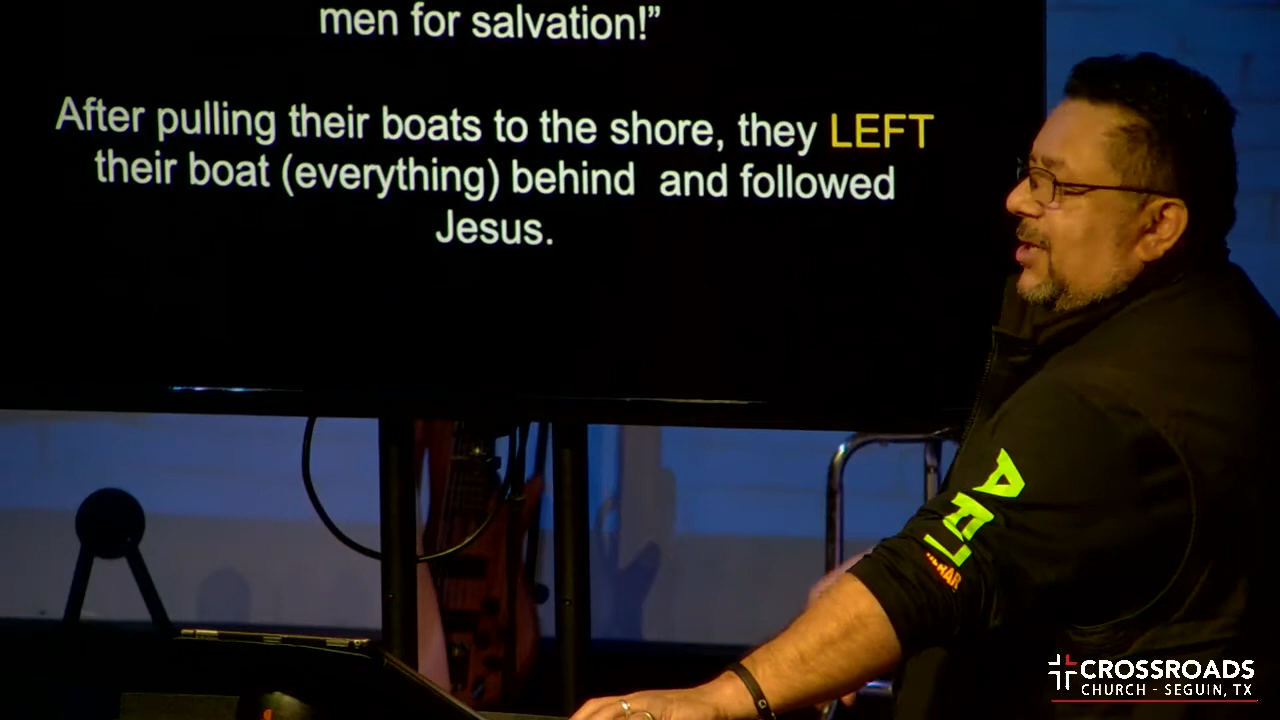 men for salvation!”
After pulling their boats to the shore, they LEFT
their boat (everything) behind and followed
Jesus.
CROSSROADS
CHURCH - SEGUIN, TX